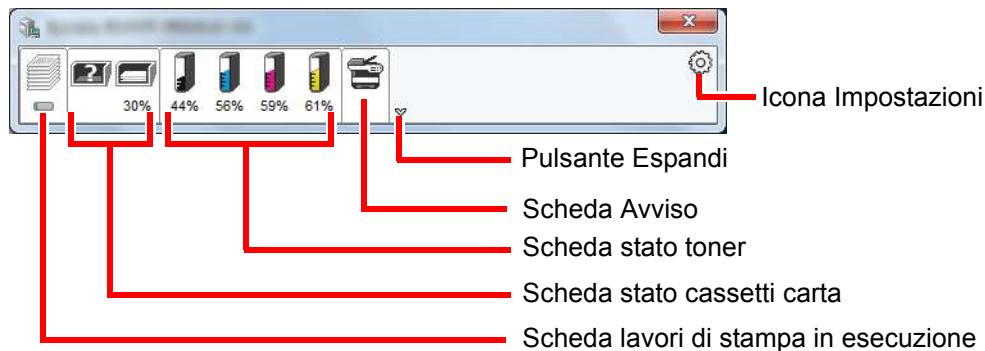 ?
30% 44% 56% 59% 61%
Icona Impostazioni
Pulsante Espandi
Scheda Avviso
Scheda stato toner
Scheda stato cassetti carta
Scheda lavori di stampa in esecuzione